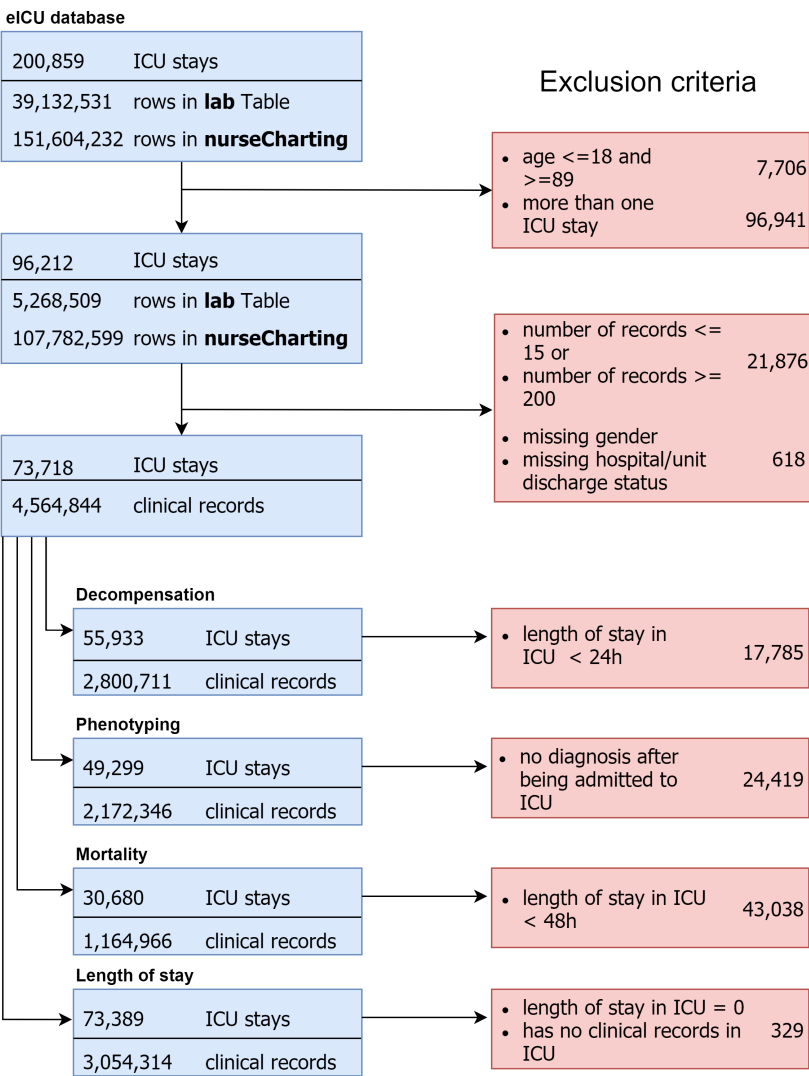 eICU database
200,859 ICU stays
39,132,531 rows in lab Table
151,604,232 rows in nurseCharting
Exclusion criteria
• age <=18 and
>=89
7,706
• more than one
ICU stay
96,941
96,212 ICU stays
5,268,509 rows in lab Table
107,782,599 rows in nurseCharting
• number of records <=
15 or
• number of records >=
200
21,876
• missing gender
• missing hospital/unit
discharge status
618
73,718 ICU stays
4,564,844 clinical records
Decompensation
55,933 ICU stays
2,800,711 clinical records
• length of stay in
ICU < 24h
17,785
Phenotyping
49,299 ICU stays
2,172,346 clinical records
• no diagnosis after
being admitted to
ICU
24,419
Mortality
30,680 ICU stays
1,164,966 clinical records
• length of stay in ICU
< 48h
43,038
Length of stay
73,389 ICU stays
3,054,314 clinical records
• length of stay in ICU = 0
• has no clinical records in
ICU
329